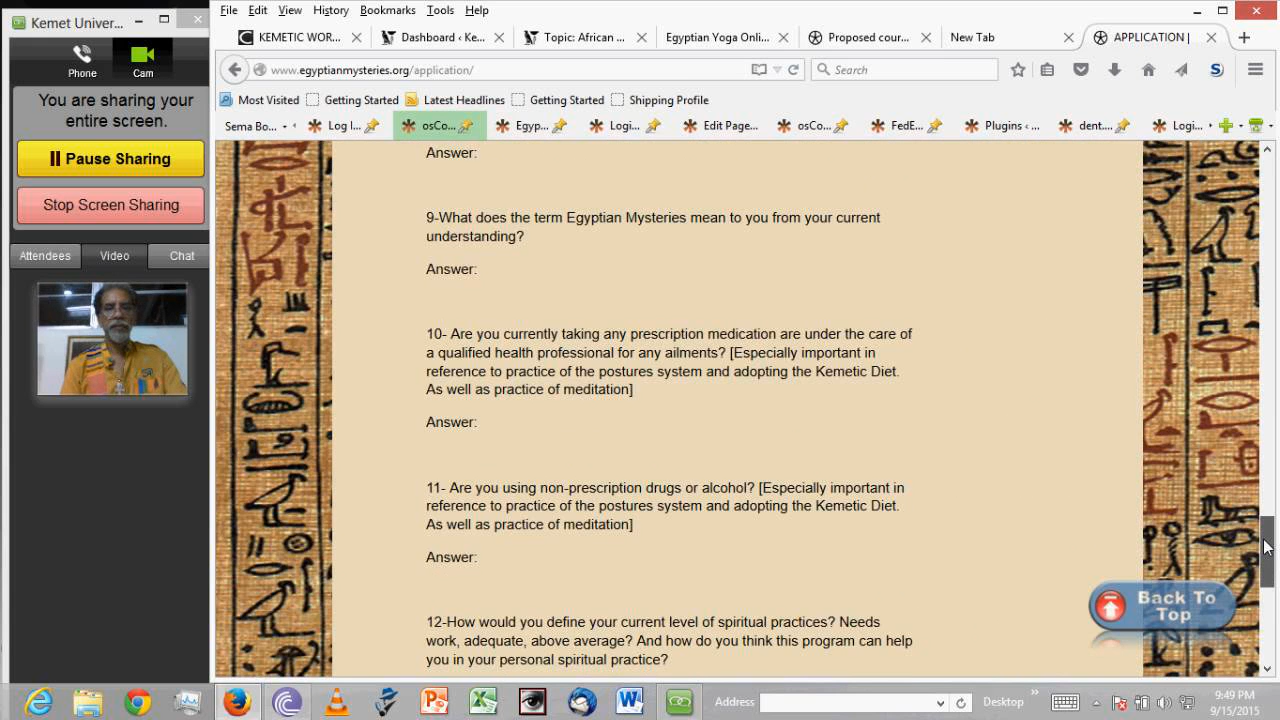 Kemet Univer...
Phone
Cam
You are sharing your
entire screen.
Pause Sharing
Stop Screen Sharing
Attendees
Video
Chat
File Edit View History Bookmarks Tools Help
KEMETIC WOR...
Dashboard ‹ Ke...
Topic: African ...
Egyptian Yoga Onli...
Proposed cour...
New Tab
APPLICATION |
www.egyptianmysteries.org/application/
Search
Most Visited
Getting Started
Latest Headlines
Getting Started
Shipping Profile
Sema Bo...
Log I...
osCo...
Egyp...
Logi...
Edit Page...
osCo...
FedE...
Plugins ‹ ...
dent...
Logi...
Answer:
9-What does the term Egyptian Mysteries mean to you from your current
understanding?
Answer:
10- Are you currently taking any prescription medication are under the care of
a qualified health professional for any ailments? [Especially important in
reference to practice of the postures system and adopting the Kemetic Diet.
As well as practice of meditation]
Answer:
11- Are you using non-prescription drugs or alcohol? [Especially important in
reference to practice of the postures system and adopting the Kemetic Diet.
As well as practice of meditation]
Answer:
12-How would you define your current level of spiritual practices? Needs
work, adequate, above average? And how do you think this program can help
you in your personal spiritual practice?
Back To
Top
Address
Desktop
9:49 PM
9/15/2015